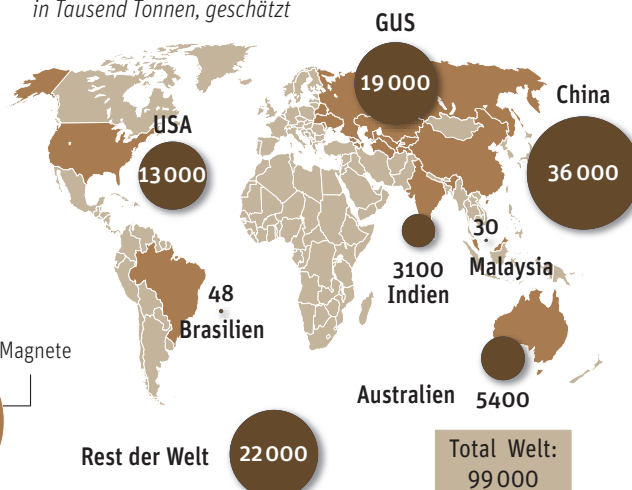 in Tausend Tonnen, geschätzt
GUS
19 000
China
36 000
USA
13 000
30
Malaysia
3100
Indien
48
Brasilien
Magnete
Australien
5400
Rest der Welt
22 000
Total Welt:
99 000